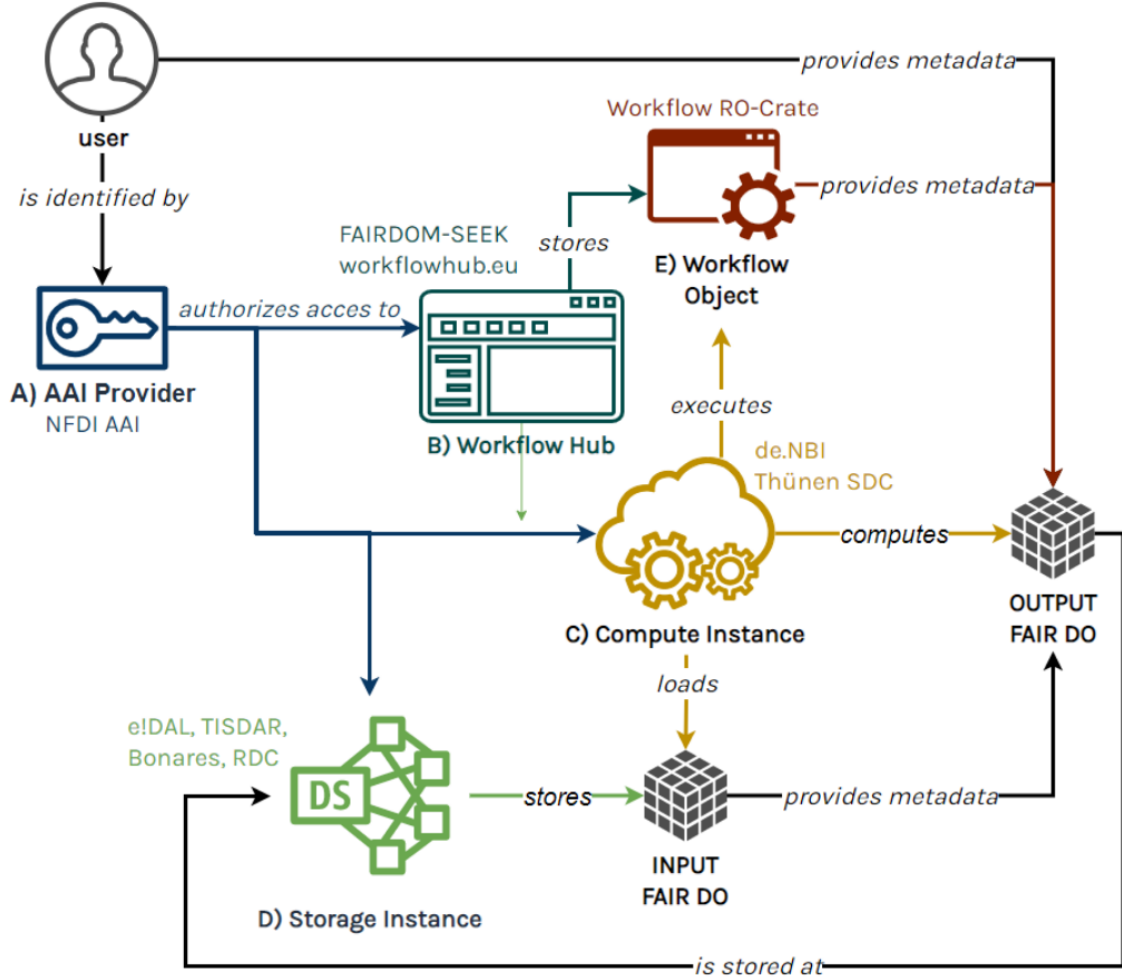 provides metadata
Workflow RO-Crate
user
is identified by
provides metadata
FAIRDOM-SEEK
workflowhub.eu
stores
E) Workflow
Object
authorizes acces to
A) AAI Provider
NFDI AAI
B) Workflow Hub
executes
de.NBI
Thünen SDC
computes
OUTPUT
FAIR DO
C) Compute Instance
loads
e!DAL, TISDAR,
Bonares, RDC
DS
stores
provides metadata
INPUT
FAIR DO
D) Storage Instance
is stored at